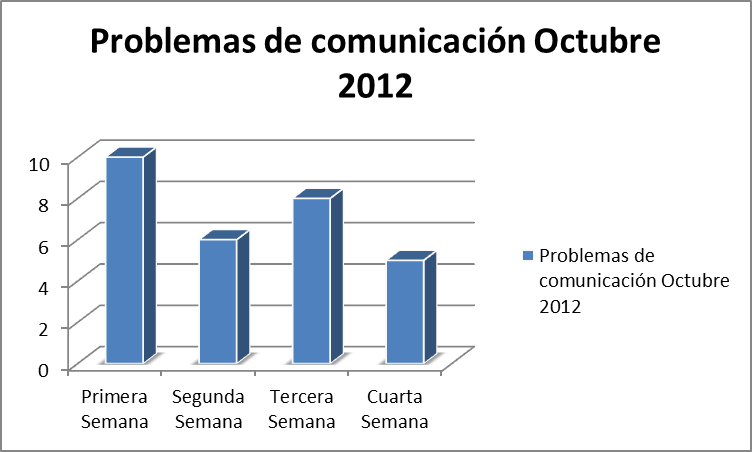 Problemas de comunicación Octubre
2012
10
8
6
4
2
0
Primera
Semana
Segunda
Semana
Tercera
Semana
Cuarta
Semana
Problemas de
comunicación Octubre
2012